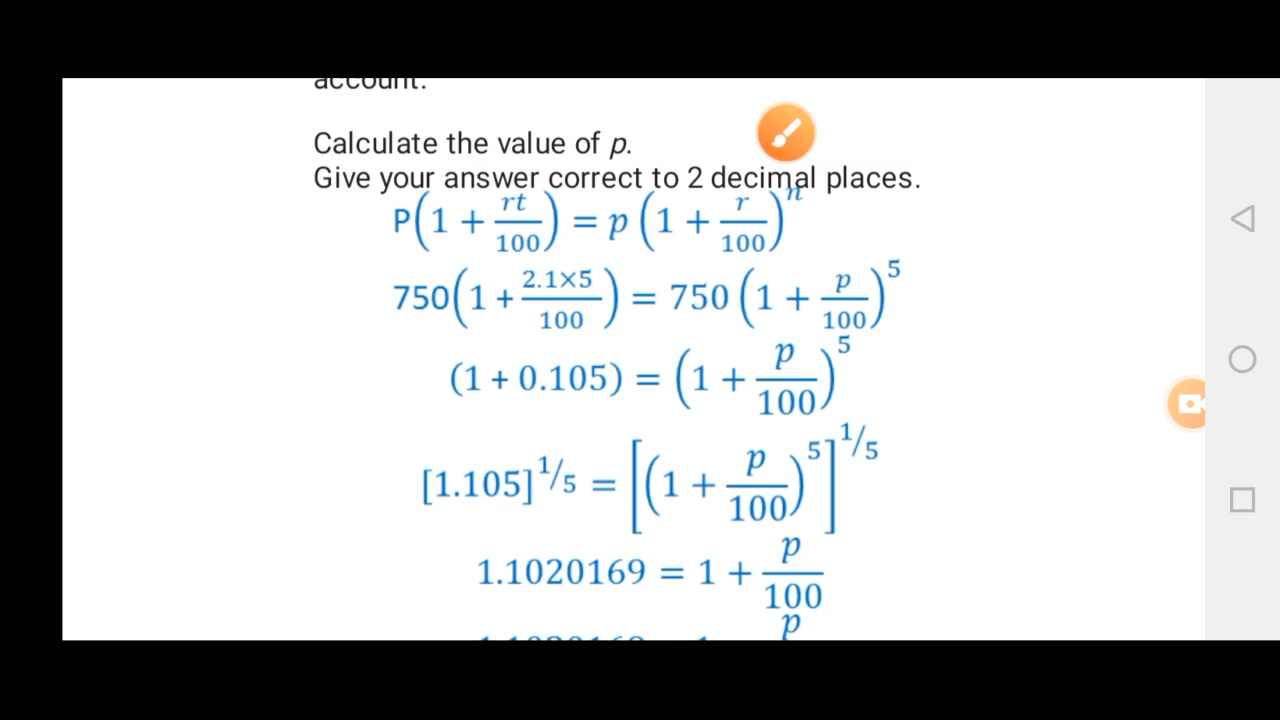 account.
Calculate the value of p.
Give your answer correct to 2 decimal places.
P(1 + rt/100) = p(1 + r/100)^n
750(1 + 2.1×5/100) = 750(1 + p/100)^5
(1 + 0.105) = (1 + p/100)^5
[1.105]^1/5 = [(1 + p/100)^5]^1/5
1.1020169 = 1 + p/100
p